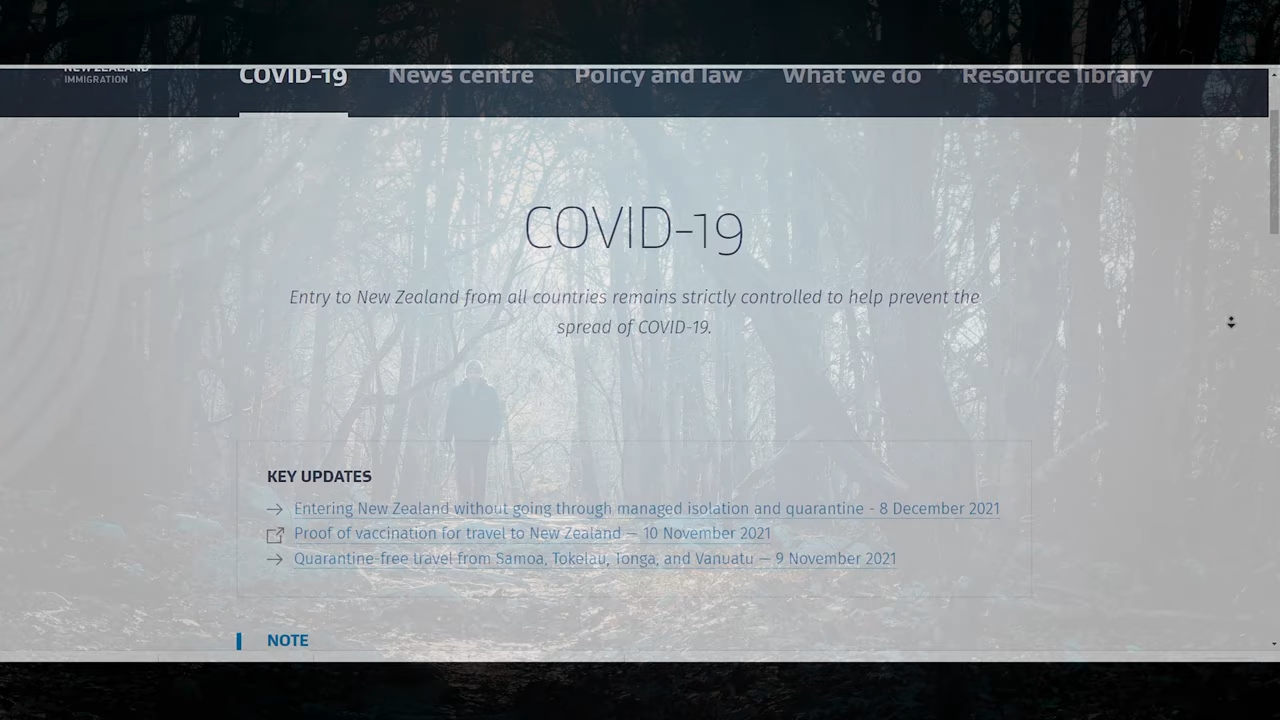 NEW ZEALAND
IMMIGRATION
COVID-19 News centre Policy and law What we do Resource library
COVID-19
Entry to New Zealand from all countries remains strictly controlled to help prevent the
spread of COVID-19.
KEY UPDATES
Entering New Zealand without going through managed isolation and quarantine - 8 December 2021
Proof of vaccination for travel to New Zealand — 10 November 2021
Quarantine-free travel from Samoa, Tokelau, Tonga, and Vanuatu — 9 November 2021
NOTE